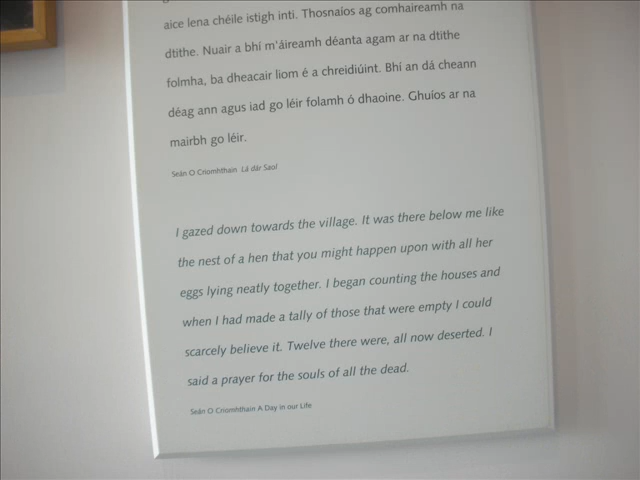 aice lena chéile istigh inti. Thosnaíos ag comhaireamh na
dtithe. Nuair a bhí m'áireamh déanta agam ar na dtithe
folmha, ba dheacair liom é a chreidiúint. Bhí an dá cheann
déag ann agus iad go léir folamh ó dhaoine. Ghuíos ar na
mairbh go léir.
Seán O Criomhthain Lá dár Saol
I gazed down towards the village. It was there below me like
the nest of a hen that you might happen upon with all her
eggs lying neatly together. I began counting the houses and
when I had made a tally of those that were empty I could
scarcely believe it. Twelve there were, all now deserted. I
said a prayer for the souls of all the dead.
Seán O Criomhthain A Day in our Life